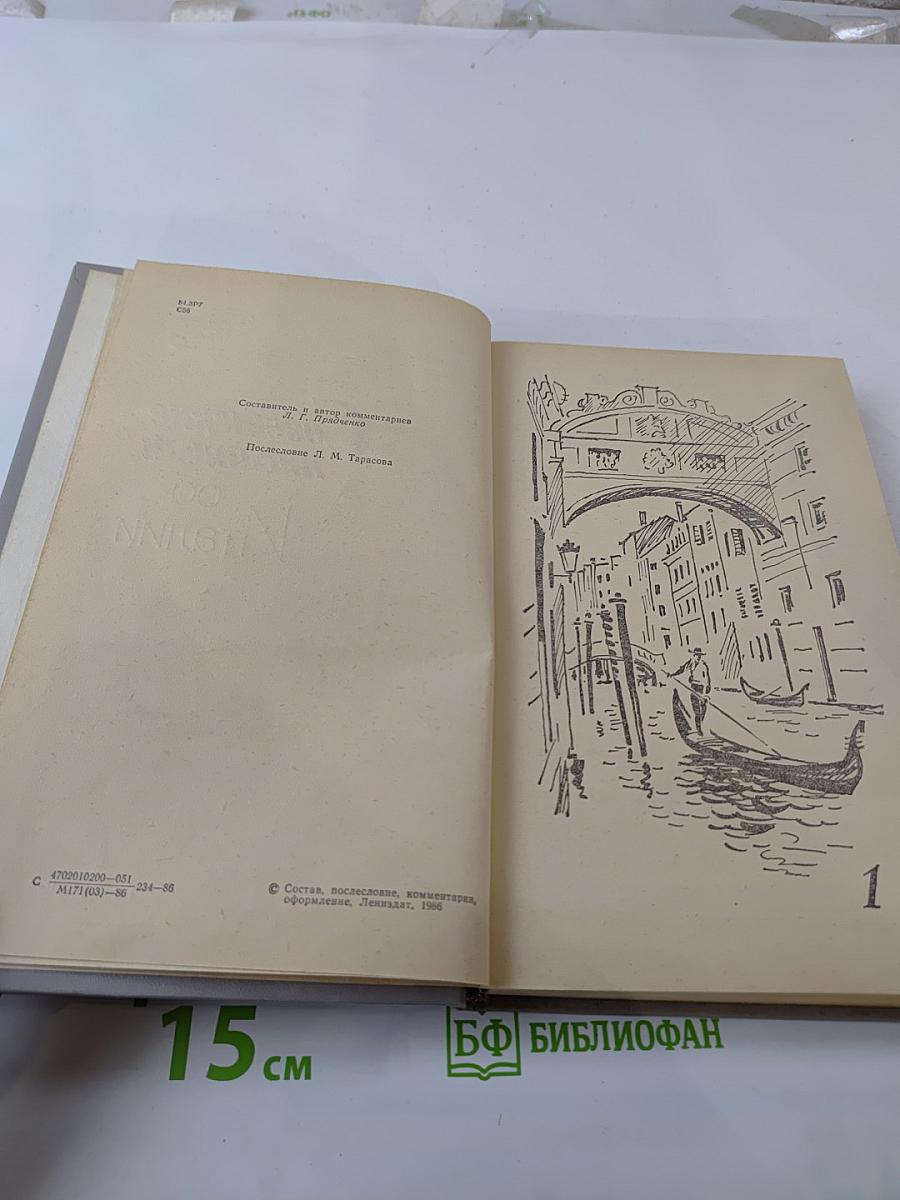 84.3Р7
С56
Составитель и автор комментариев
Л. Г. Прядченко
Послесловие Л. М. Тарасова
С 4702010200—051
М171(03)—86
234—86
© Состав, послесловие, комментарии,
оформление, Лениздат, 1986
1
15 см
БФ БИБЛИОФАН